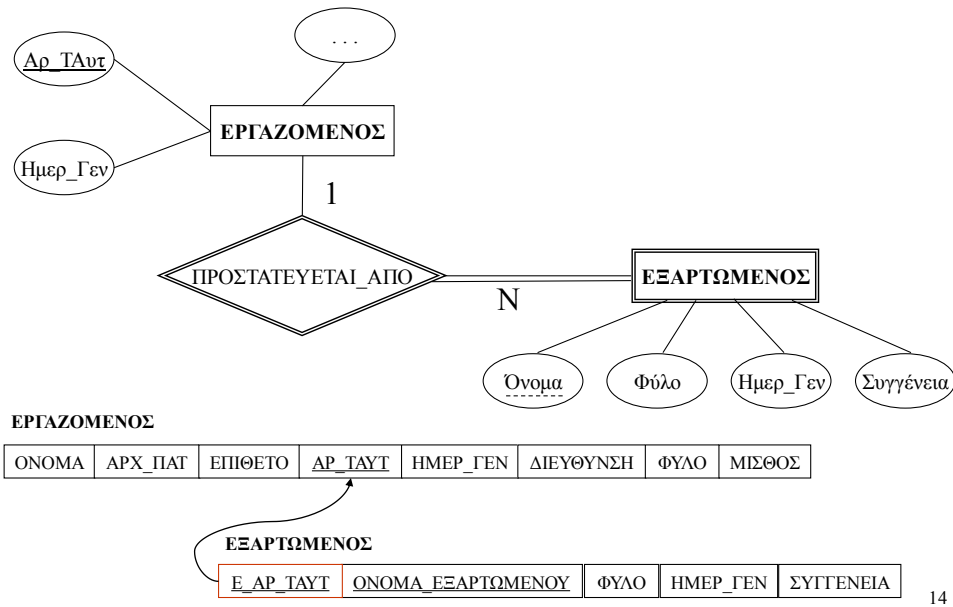 . . .
Αρ_ΤΑυτ
ΕΡΓΑΖΟΜΕΝΟΣ
Ημερ_Γεν
1
ΠΡΟΣΤΑΤΕΥΕΤΑΙ_ΑΠΟ
ΕΞΑΡΤΩΜΕΝΟΣ
N
Όνομα Φύλο Ημερ_Γεν Συγγένεια
ΕΡΓΑΖΟΜΕΝΟΣ
ΟΝΟΜΑ ΑΡΧ_ΠΑΤ ΕΠΙΘΕΤΟ ΑΡ_ΤΑΥΤ ΗΜΕΡ_ΓΕΝ ΔΙΕΥΘΥΝΣΗ ΦΥΛΟ ΜΙΣΘΟΣ
ΕΞΑΡΤΩΜΕΝΟΣ
Ε_ΑΡ_ΤΑΥΤ ΟΝΟΜΑ_ΕΞΑΡΤΩΜΕΝΟΥ ΦΥΛΟ ΗΜΕΡ_ΓΕΝ ΣΥΓΓΕΝΕΙΑ
14